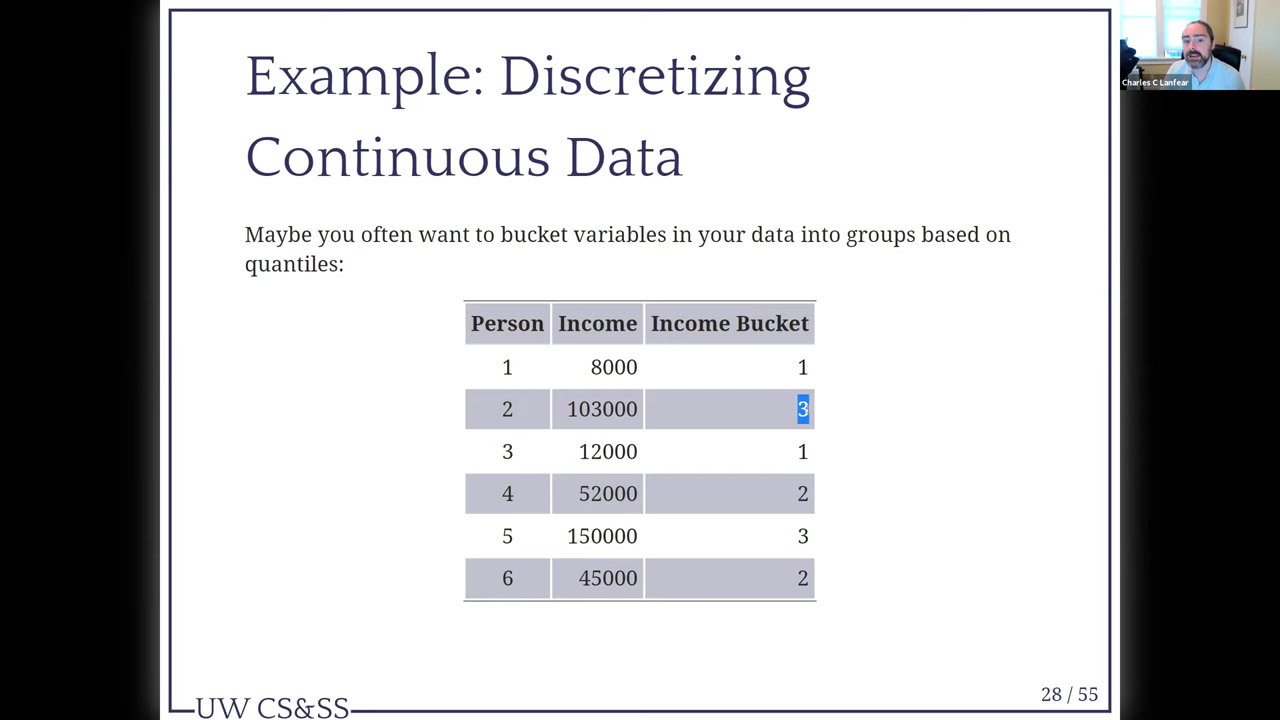 Example: Discretizing
Continuous Data
Charles C Lanfear
Maybe you often want to bucket variables in your data into groups based on
quantiles:
Person Income Income Bucket
1 8000 1
2 103000 3
3 12000 1
4 52000 2
5 150000 3
6 45000 2
28 / 55
UW CS&SS